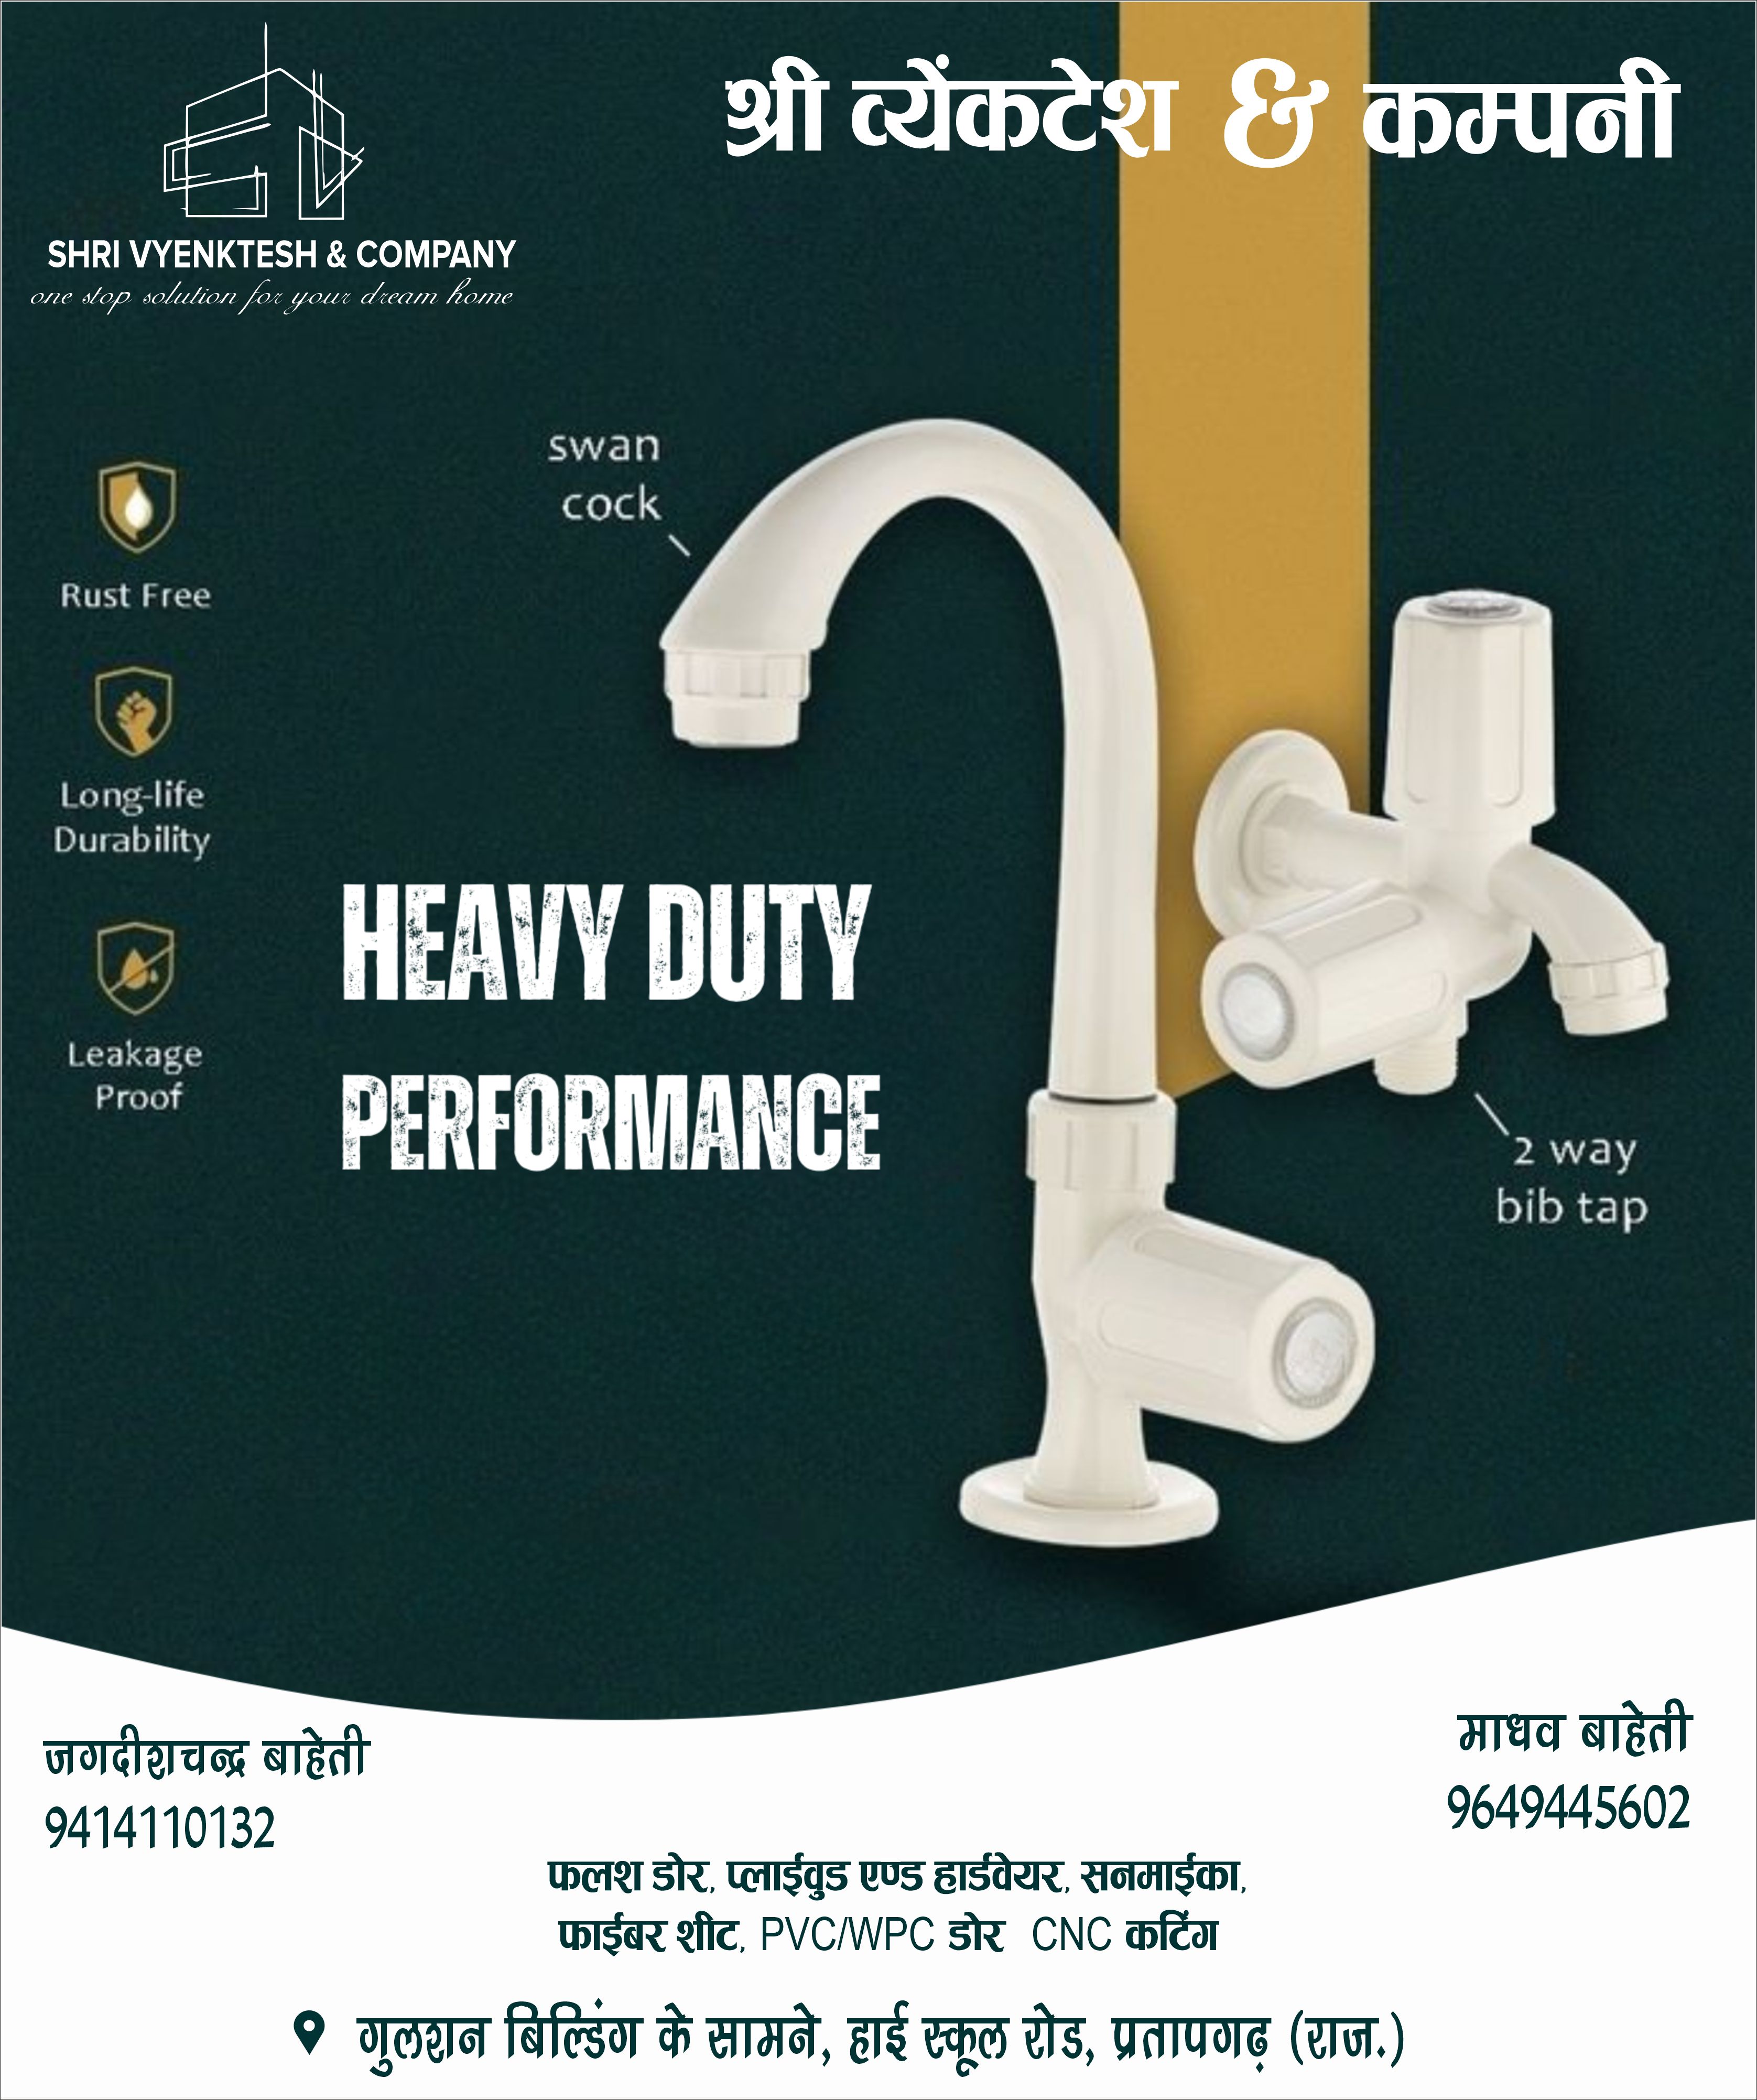 श्री व्येंकटेश & कम्पनी
SHRI VYENKTESH & COMPANY
one stop solution for your dream home
swan
cock
Rust Free
Long-life
Durability
Leakage
Proof
HEAVY DUTY
PERFORMANCE
2 way
bib tap
जगदीशचन्द्र बाहेती
9414110132
माधव बाहेती
9649445602
फलश डोर, प्लाईवुड एण्ड हार्डवेयर, सनमाईका,
फाईबर शीट, PVC/WPC डोर CNC कटिंग
गुलशन बिल्डिंग के सामने, हाई स्कूल रोड, प्रतापगढ़ (राज.)